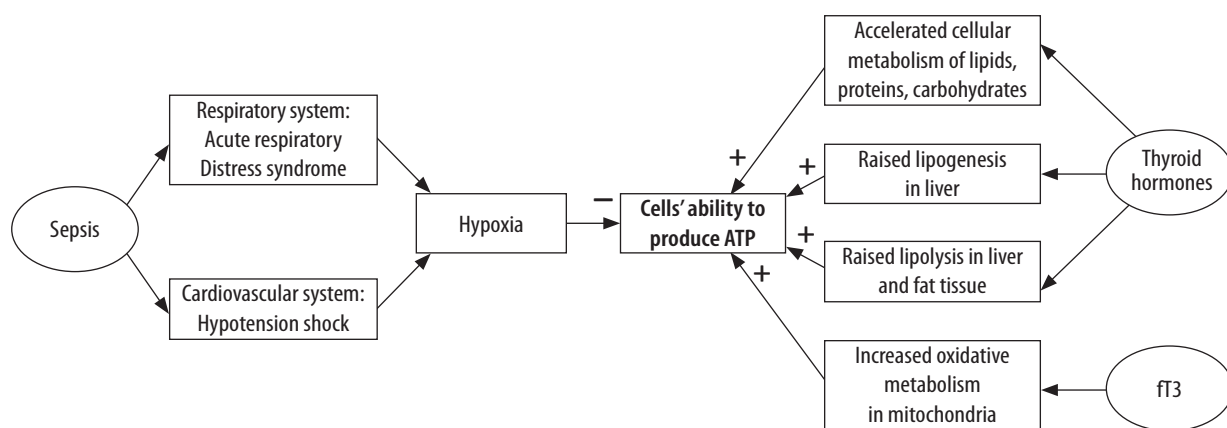 Sepsis
Respiratory system:
Acute respiratory
Distress syndrome
Cardiovascular system:
Hypotension shock
Hypoxia
−
Cells' ability to
produce ATP
+
+
+
+
Accelerated cellular
metabolism of lipids,
proteins, carbohydrates
Raised lipogenesis
in liver
Raised lipolysis in liver
and fat tissue
Increased oxidative
metabolism
in mitochondria
Thyroid
hormones
fT3